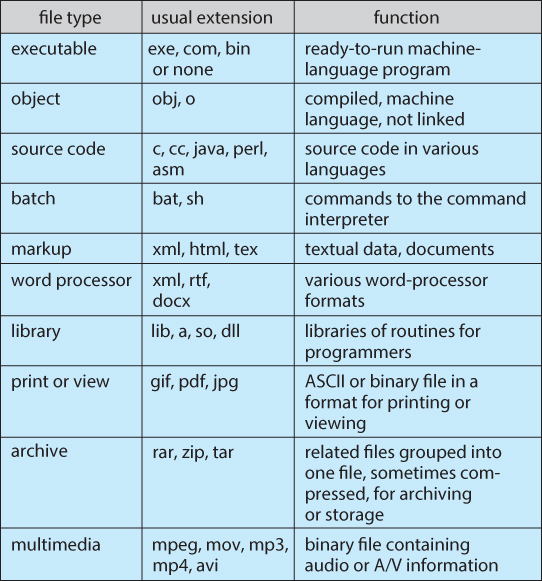 file type usual extension function
executable exe, com, bin ready-to-run machine-
or none language program
object obj, o compiled, machine
language, not linked
source code c, cc, java, perl, source code in various
asm languages
batch bat, sh commands to the command
interpreter
markup xml, html, tex textual data, documents
word processor xml, rtf, various word-processor
docx formats
library lib, a, so, dll libraries of routines for
programmers
print or view gif, pdf, jpg ASCII or binary file in a
format for printing or
viewing
archive rar, zip, tar related files grouped into
one file, sometimes com-
pressed, for archiving
or storage
multimedia mpeg, mov, mp3, binary file containing
mp4, avi audio or A/V information